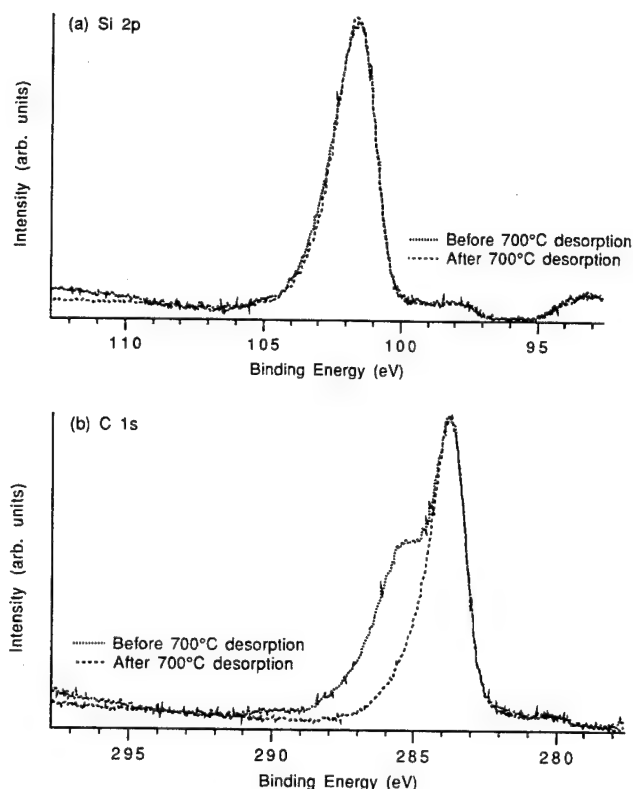 (a) Si 2p
Intensity (arb. units)
Before 700°C desorption
After 700°C desorption
110 105 100 95
Binding Energy (eV)
(b) C 1s
Intensity (arb. units)
Before 700°C desorption
After 700°C desorption
295 290 285 280
Binding Energy (eV)